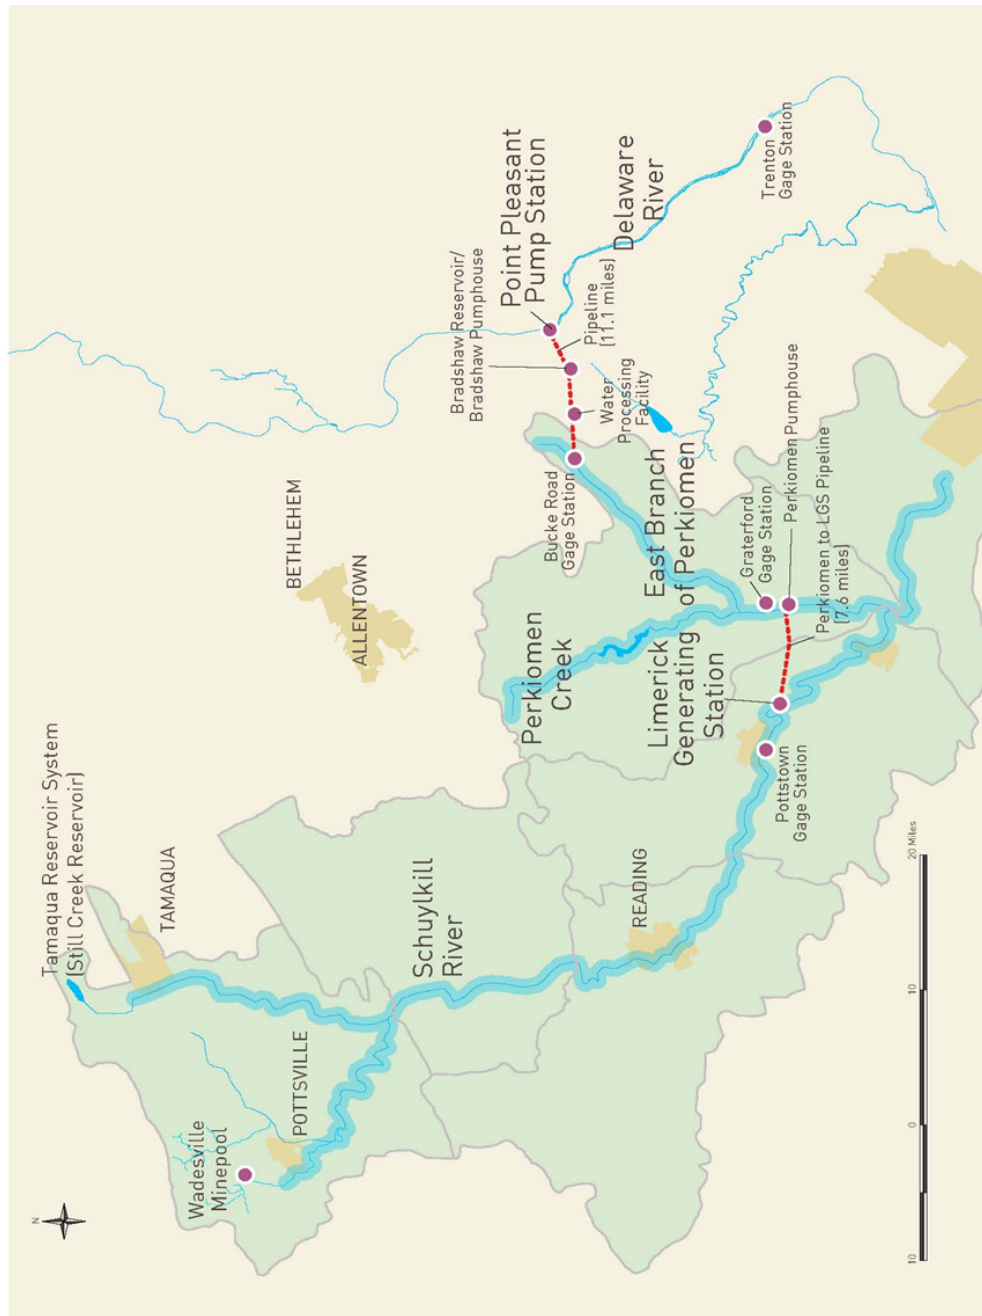 N
Tamaqua Reservoir System
(Still Creek Reservoir)
TAMAQUA
Wadesville
Minepool
POTTSVILLE
Schuylkill
River
READING
BETHLEHEM
ALLENTOWN
Perkiomen
Creek
Limerick
Generating
Station
East Branch
of Perkiomen
Bucke Road
Gage Station
Bradshaw Reservoir/
Bradshaw Pumphouse
Point Pleasant
Pump Station
Pipeline
(11.1 miles)
Water
Processing
Facility
Delaware
River
Trenton
Gage Station
Graterford
Gage Station
Perkiomen Pumphouse
Perkiomen to LGS Pipeline
(7.6 miles)
Pottstown
Gage Station
10
0
10
20 Miles